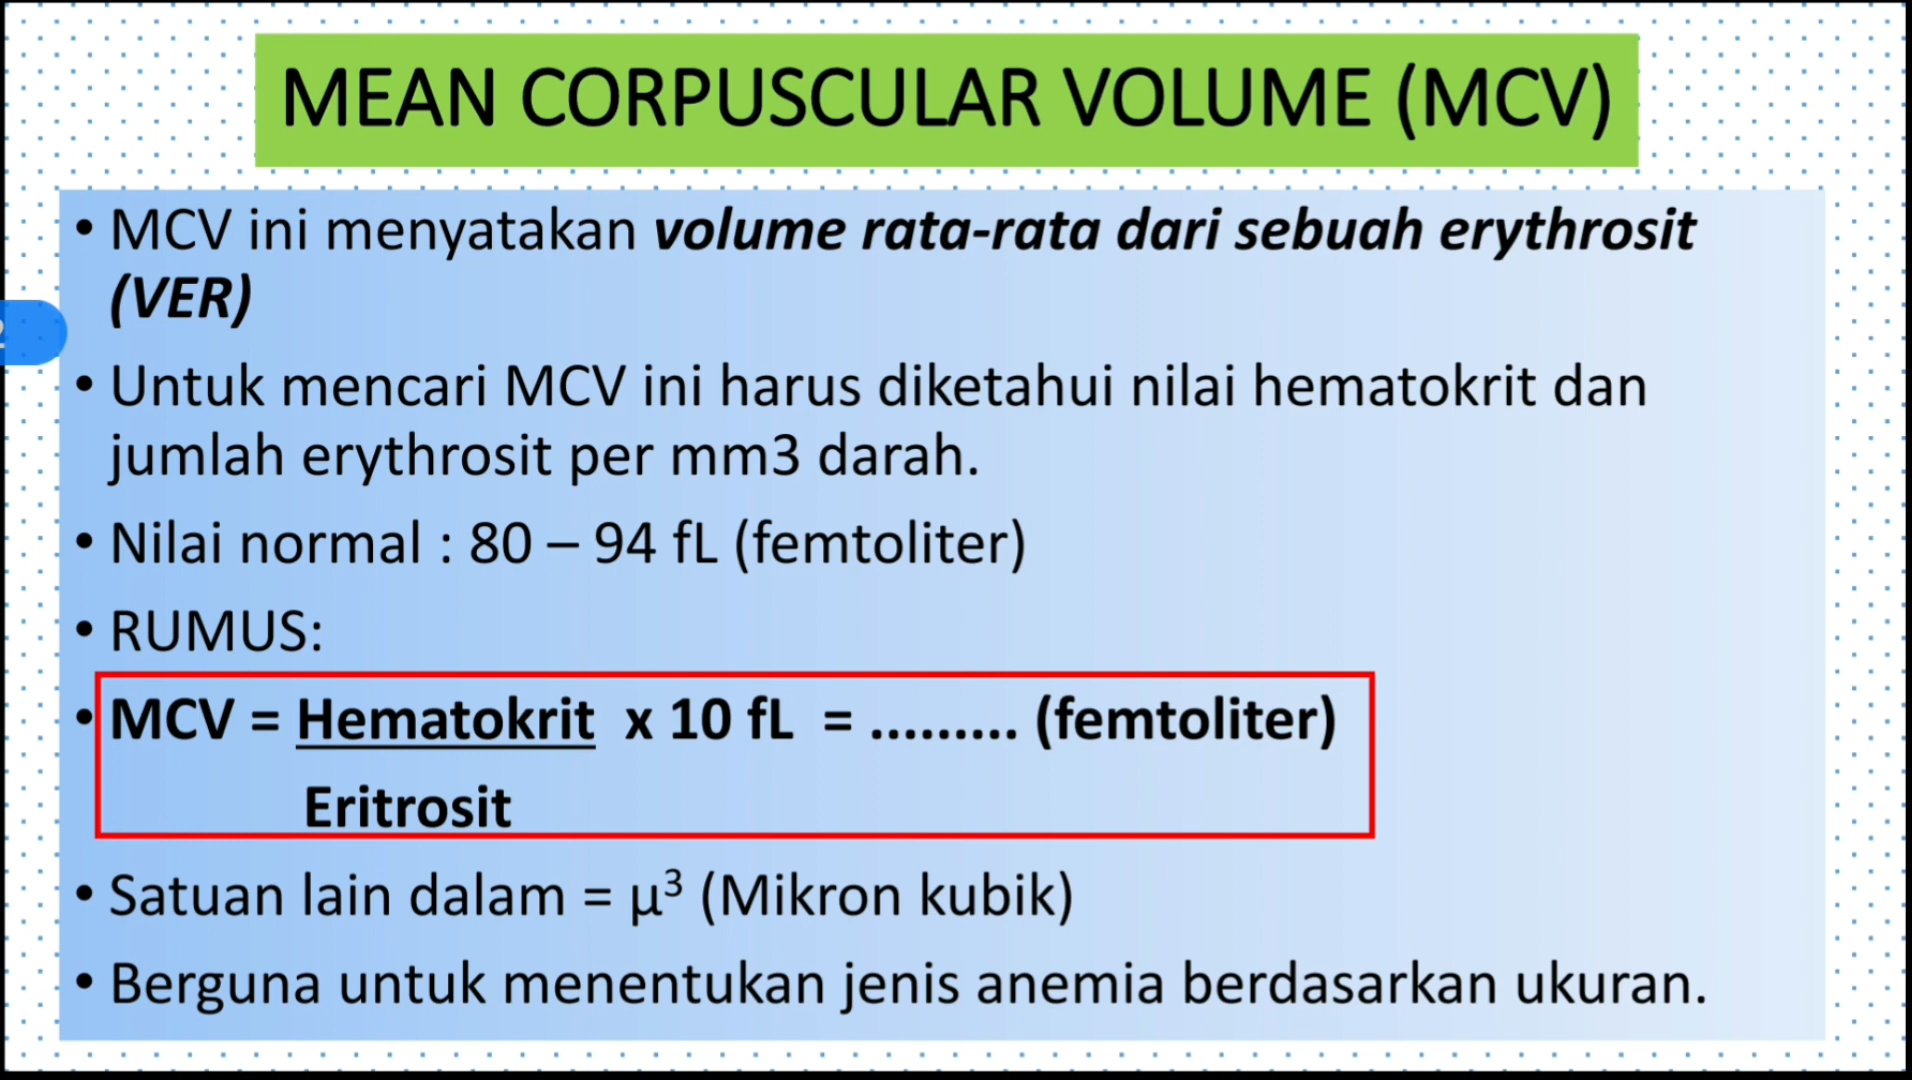 MEAN CORPUSCULAR VOLUME (MCV)
• MCV ini menyatakan volume rata-rata dari sebuah erythrosit
(VER)
• Untuk mencari MCV ini harus diketahui nilai hematokrit dan
jumlah erythrosit per mm3 darah.
• Nilai normal : 80 – 94 fL (femtoliter)
• RUMUS:
• MCV = Hematokrit x 10 fL = ......... (femtoliter)
Eritrosit
• Satuan lain dalam = µ³ (Mikron kubik)
• Berguna untuk menentukan jenis anemia berdasarkan ukuran.